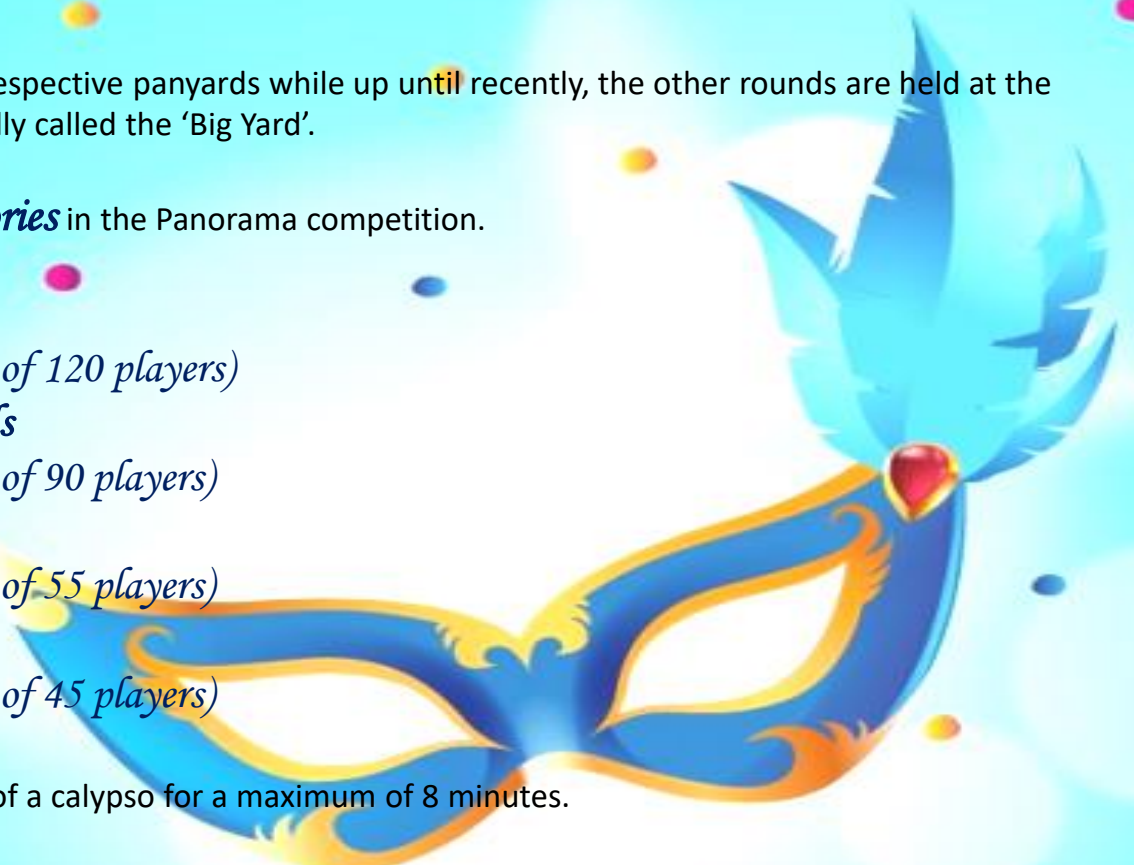 espective panyards while up until recently, the other rounds are held at the
lly called the ‘Big Yard’.
ories in the Panorama competition.
of 120 players)
ls
of 90 players)
of 55 players)
of 45 players)
of a calypso for a maximum of 8 minutes.